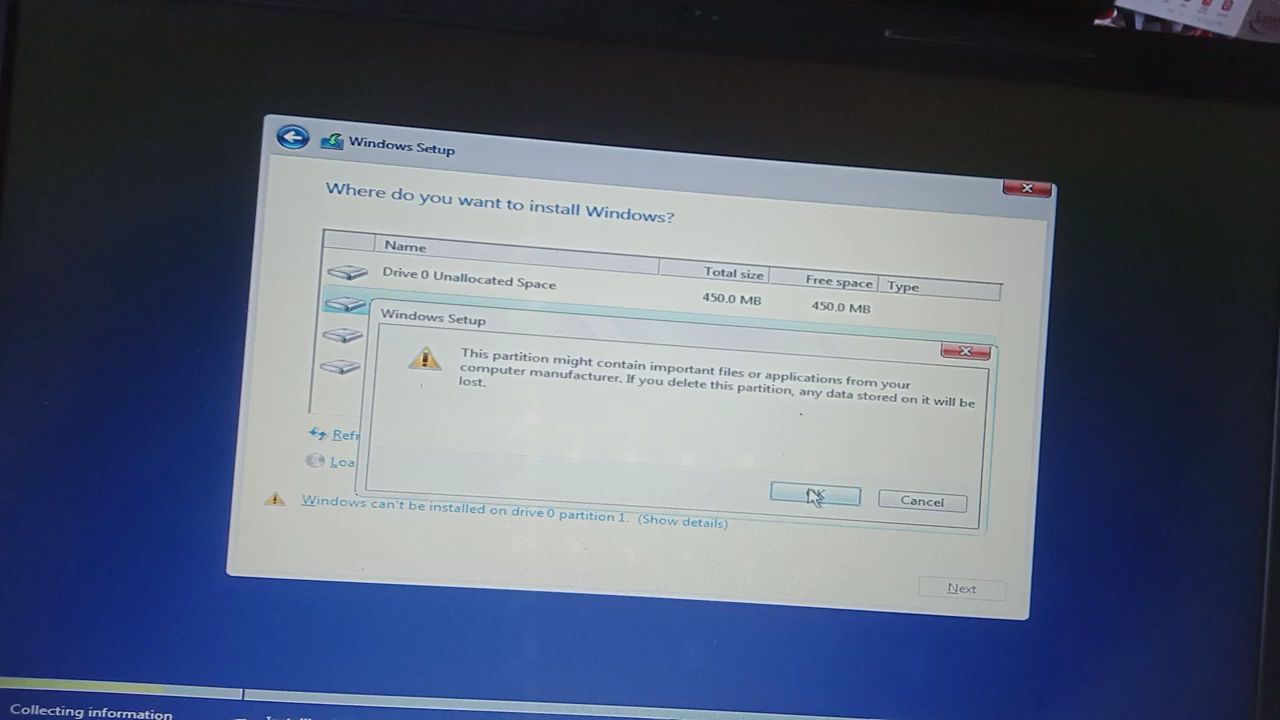 Windows Setup
Where do you want to install Windows?
Name
Total size
Free space
Type
Drive 0 Unallocated Space
450.0 MB
450.0 MB
Windows Setup
This partition might contain important files or applications from your
computer manufacturer. If you delete this partition, any data stored on it will be
lost.
Refr
Loa
OK
Cancel
Windows can't be installed on drive 0 partition 1. (Show details)
Next
Collecting information